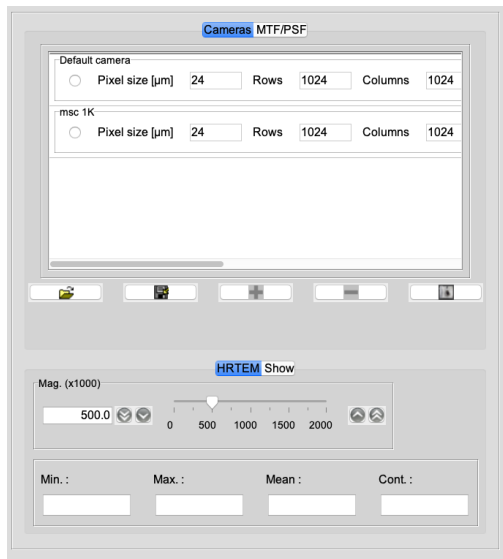 Cameras MTF/PSF
Default camera
Pixel size [µm] 24 Rows 1024 Columns 1024
msc 1K
Pixel size [µm] 24 Rows 1024 Columns 1024
HRTEM Show
Mag. (x1000)
500.0
0 500 1000 1500 2000
Min. : Max. : Mean : Cont. :